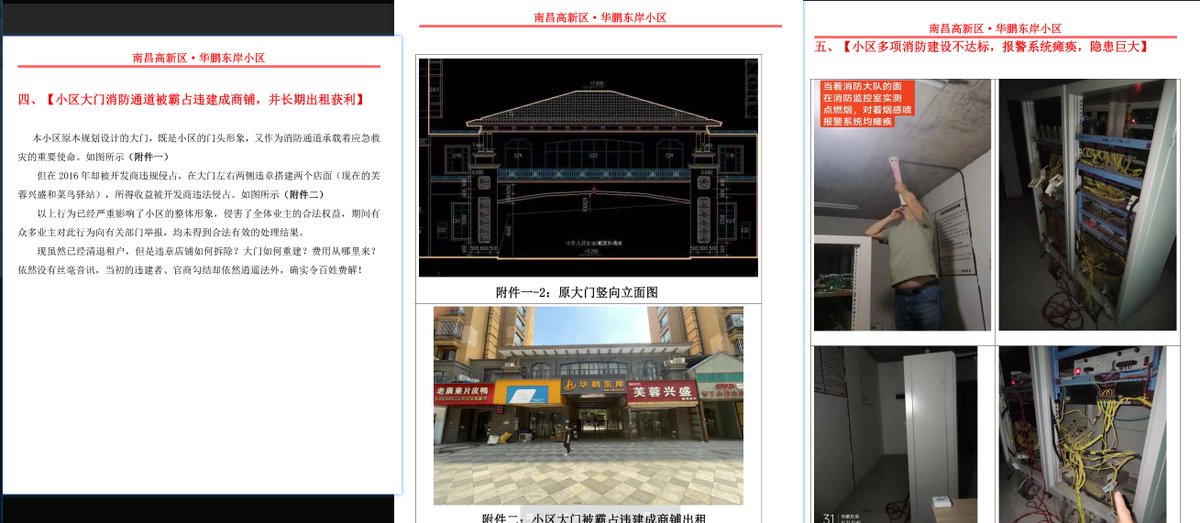 南昌高新区·华鹏东岸小区
四、【小区大门消防通道被霸占违建成商铺，并长期出租获利】
本小区原本规划设计的大门，既是小区的门头形象，又作为消防通道承载着应急救
灾的重要使命。如图所示（附件一）
但在 2016 年却被开发商违规侵占，在大门左右两侧违章搭建两个店面（现在的芙
蓉兴盛和菜鸟驿站），所得收益被开发商违法侵占。如图所示（附件二）
以上行为已经严重影响了小区的整体形象，侵害了全体业主的合法权益，期间有
众多业主对此行为向有关部门举报，均未得到合法有效的处理结果。
现虽然已经清退租户，但是违章店铺如何拆除？大门如何重建？费用从哪里来？
依然没有丝毫音讯，当初的违建者、官商勾结却依然逍遥法外，确实令百姓费解！
南昌高新区·华鹏东岸小区
附件一-2：原大门竖向立面图
老广东片皮鸭
华鹏东岸
芙蓉兴盛
附件二：小区大门被霸占违建成商铺出租
南昌高新区·华鹏东岸小区
五、【小区多项消防建设不达标，报警系统瘫痪，隐患巨大】
当着消防大队的面
在消防监控室实测
点燃烟，对着烟感喷
报警系统均瘫痪
31
华鹏东岸